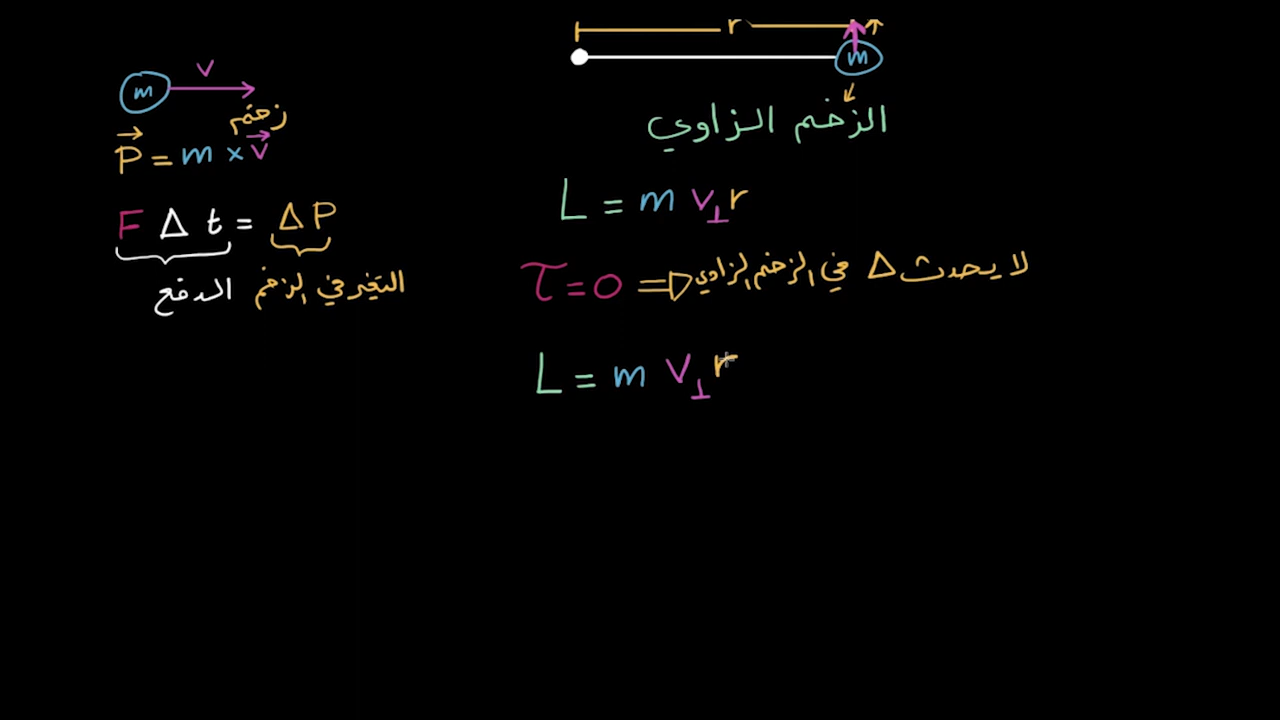 m v
زخم
P = m × v
F Δ t = Δ P
الدفع
التغير في الزخم
r
m
الزخم الزاوي
L = m v⊥ r
τ = 0 ⇒ لا يحدث Δ في الزخم الزاوي
L = m v⊥ r